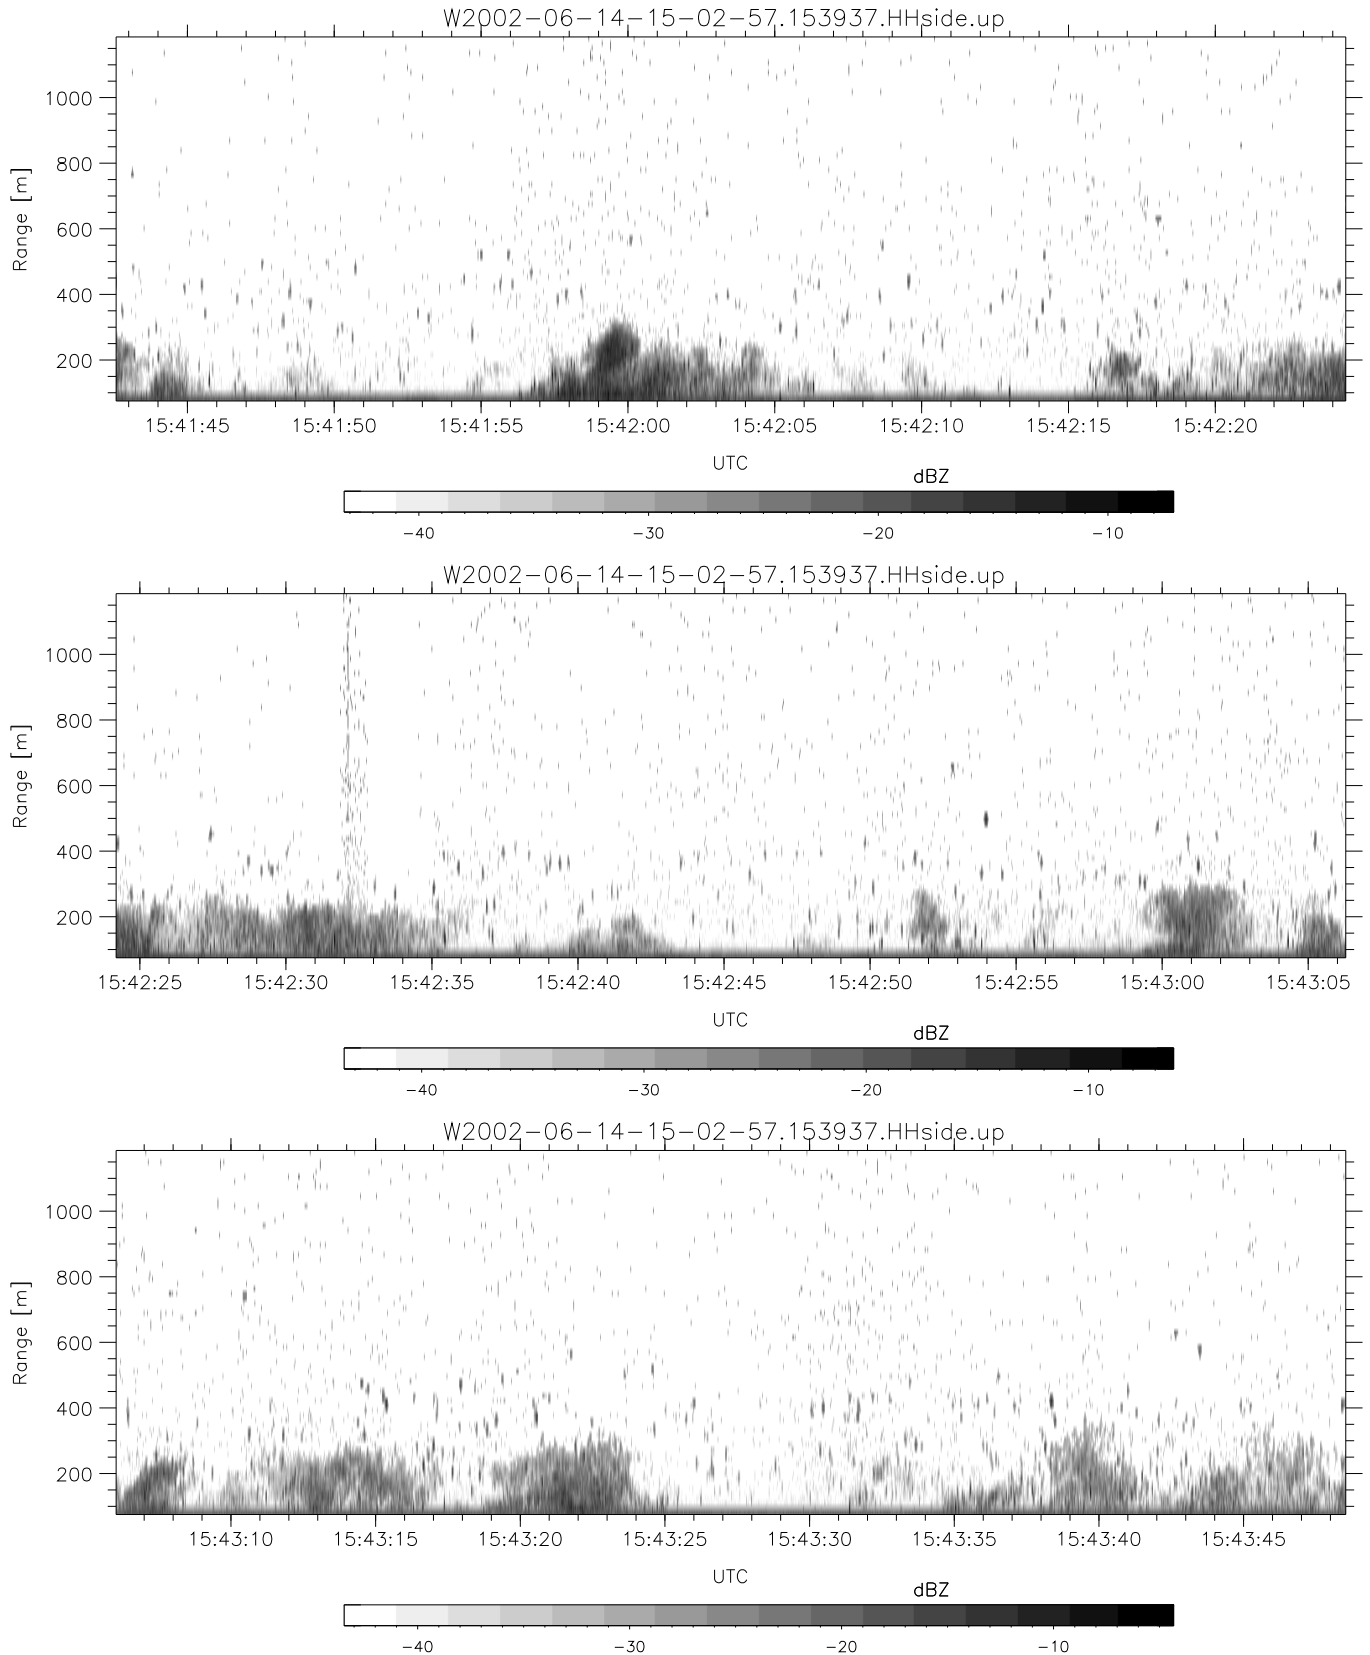 W2002-06-14-15-02-57.153937.HHside.up
1000
800
600
400
200
Range [m]
15:41:45 15:41:50 15:41:55 15:42:00 15:42:05 15:42:10 15:42:15 15:42:20
UTC
dBZ
-40 -30 -20 -10
W2002-06-14-15-02-57.153937.HHside.up
1000
800
600
400
200
Range [m]
15:42:25 15:42:30 15:42:35 15:42:40 15:42:45 15:42:50 15:42:55 15:43:00 15:43:05
UTC
dBZ
-40 -30 -20 -10
W2002-06-14-15-02-57.153937.HHside.up
1000
800
600
400
200
Range [m]
15:43:10 15:43:15 15:43:20 15:43:25 15:43:30 15:43:35 15:43:40 15:43:45
UTC
dBZ
-40 -30 -20 -10